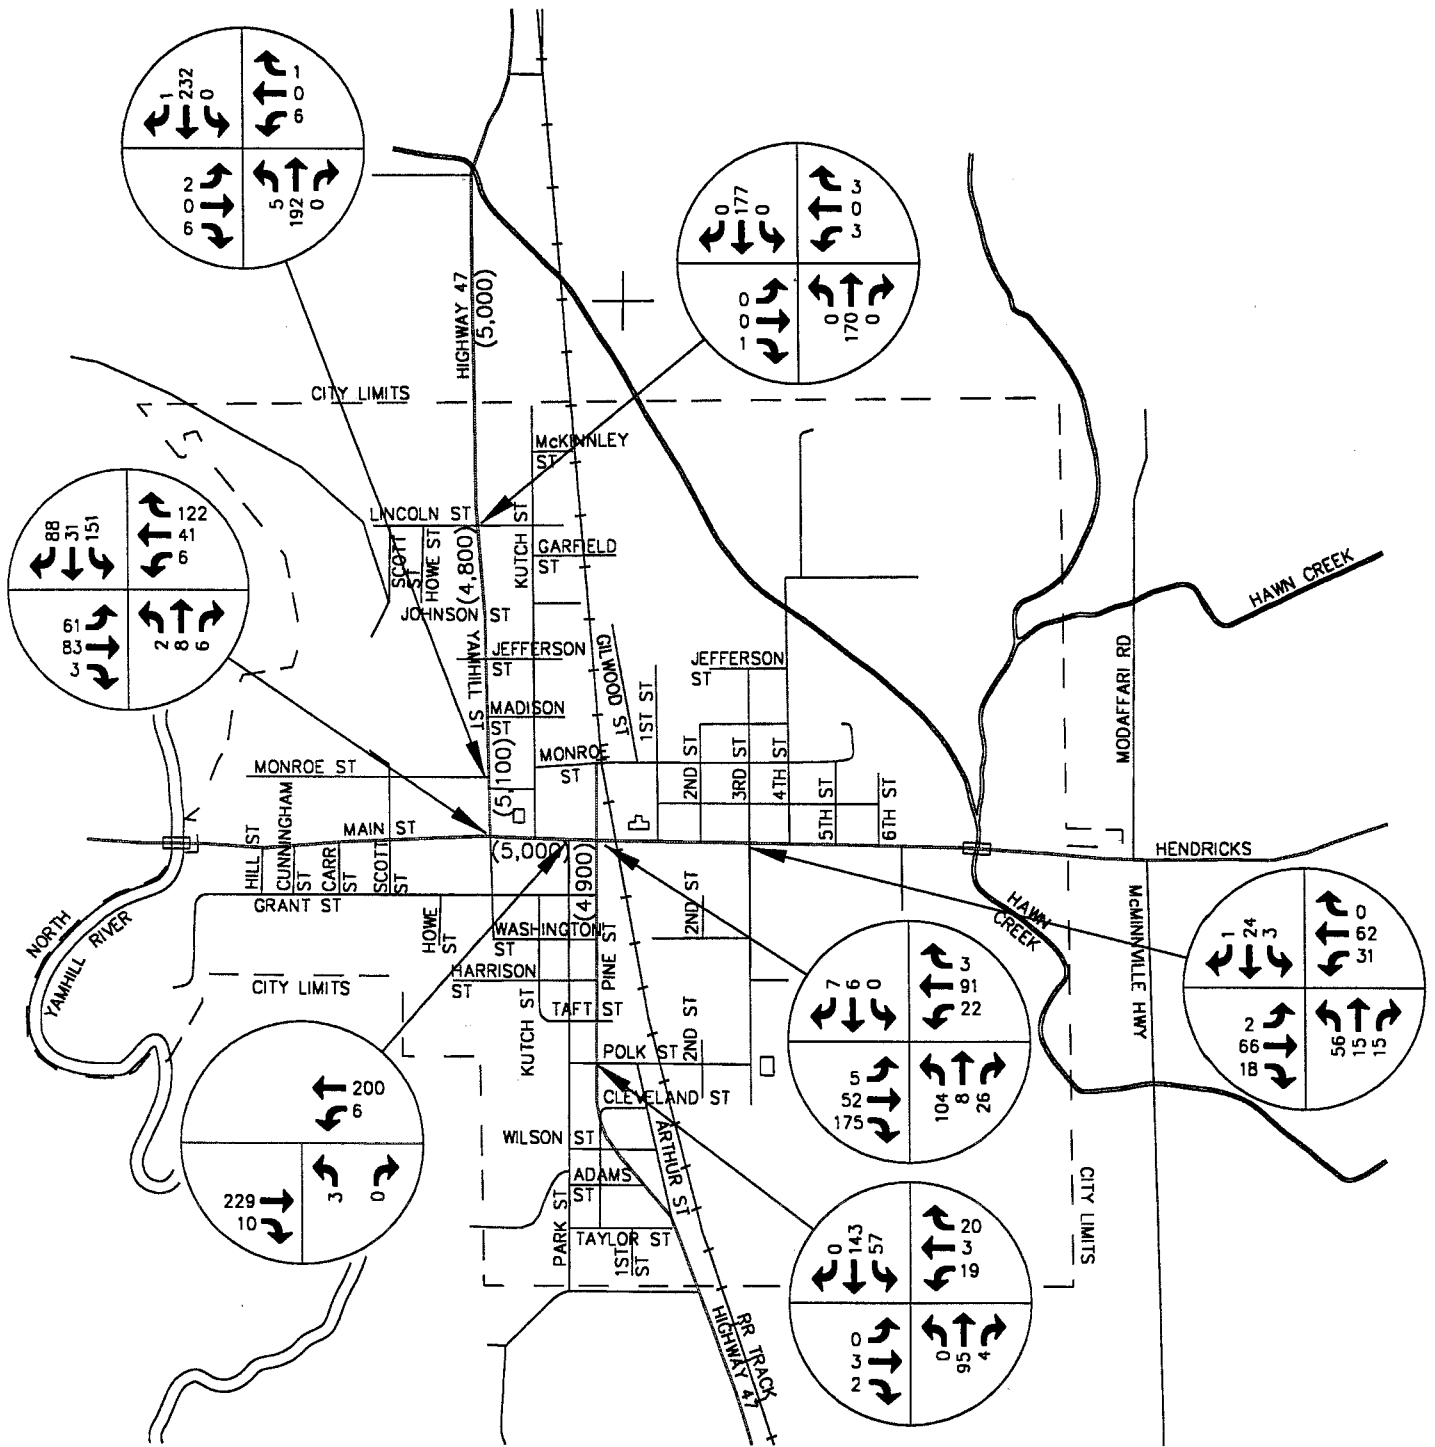 1
232
0
1
0
6
2
0
6
5
192
0
0
177
0
3
0
3
0
0
1
0
170
0
HIGHWAY 47
(5,000)
CITY LIMITS
McKINNLEY
ST
LINCOLN ST
SCOTT
ST
HOWE ST
(4,800)
KUTCH ST
GARFIELD
ST
JOHNSON ST
YAMHILL ST
JEFFERSON
ST
GILWOOD ST
1ST ST
JEFFERSON
ST
MADISON
ST
HAWN CREEK
MODAFFARI RD
88
31
151
122
41
6
61
83
3
2
8
6
MONROE ST
(5,100)
MONROE
ST
2ND ST
3RD ST
4TH ST
5TH ST
6TH ST
HILL ST
CUNNINGHAM
ST
CARR
ST
SCOTT
ST
MAIN ST
(5,000)
(4,900)
HENDRICKS
GRANT ST
HOWE
ST
WASHINGTON
ST
PINE ST
2ND ST
HAWN
CREEK
McMINNVILLE HWY
NORTH
YAMHILL RIVER
CITY LIMITS
HARRISON
ST
KUTCH ST
TAFT ST
2ND ST
POLK ST
CLEVELAND ST
ARTHUR ST
WILSON ST
ADAMS
ST
PARK ST
TAYLOR ST
1ST
ST
CITY LIMITS
7
6
0
3
91
22
5
52
175
104
8
26
1
24
3
0
62
31
2
66
18
56
15
15
200
6
229
10
3
0
0
143
57
20
3
19
0
3
2
0
95
4
RR TRACK
HIGHWAY 47